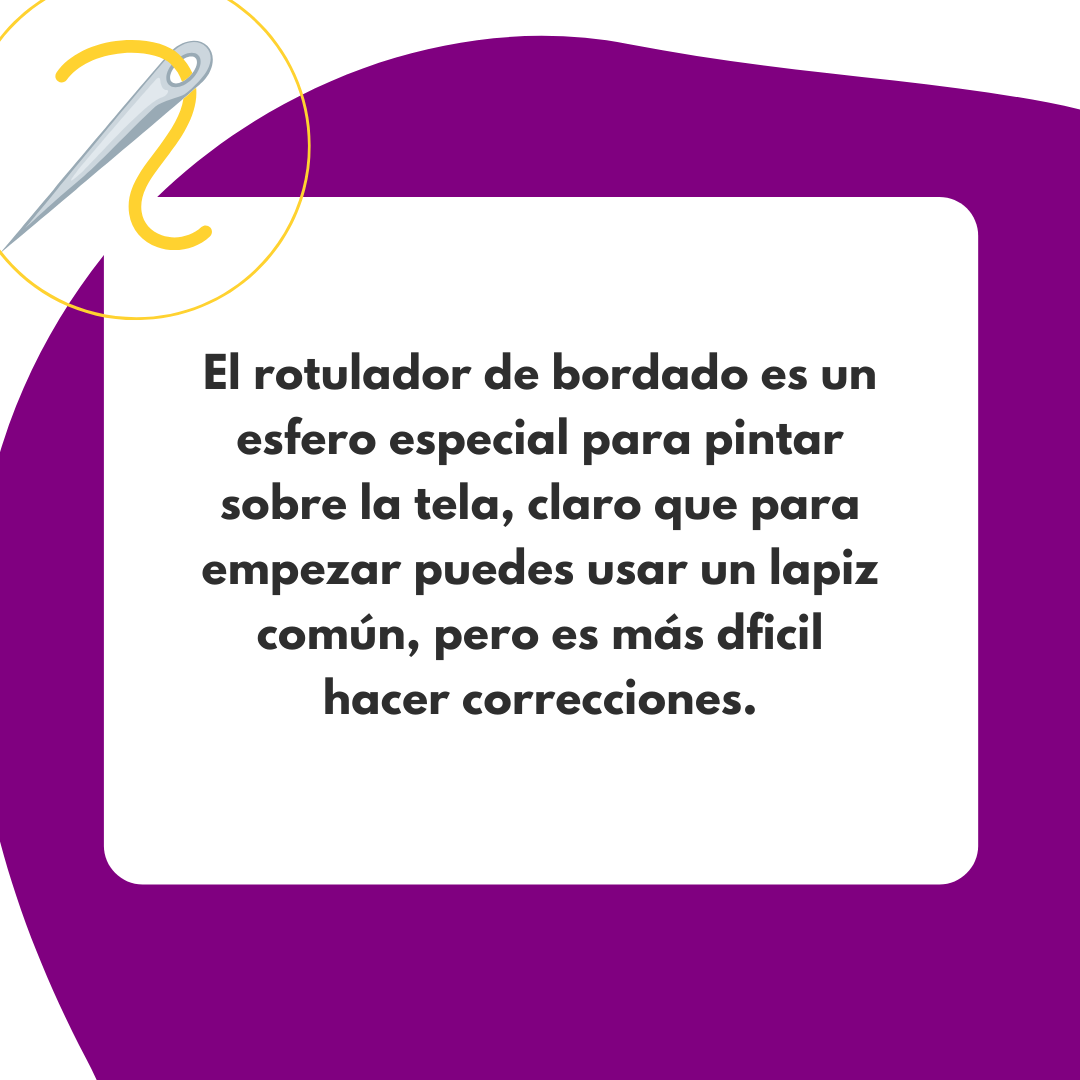 El rotulador de bordado es un
esfero especial para pintar
sobre la tela, claro que para
empezar puedes usar un lapiz
común, pero es más dficil
hacer correcciones.